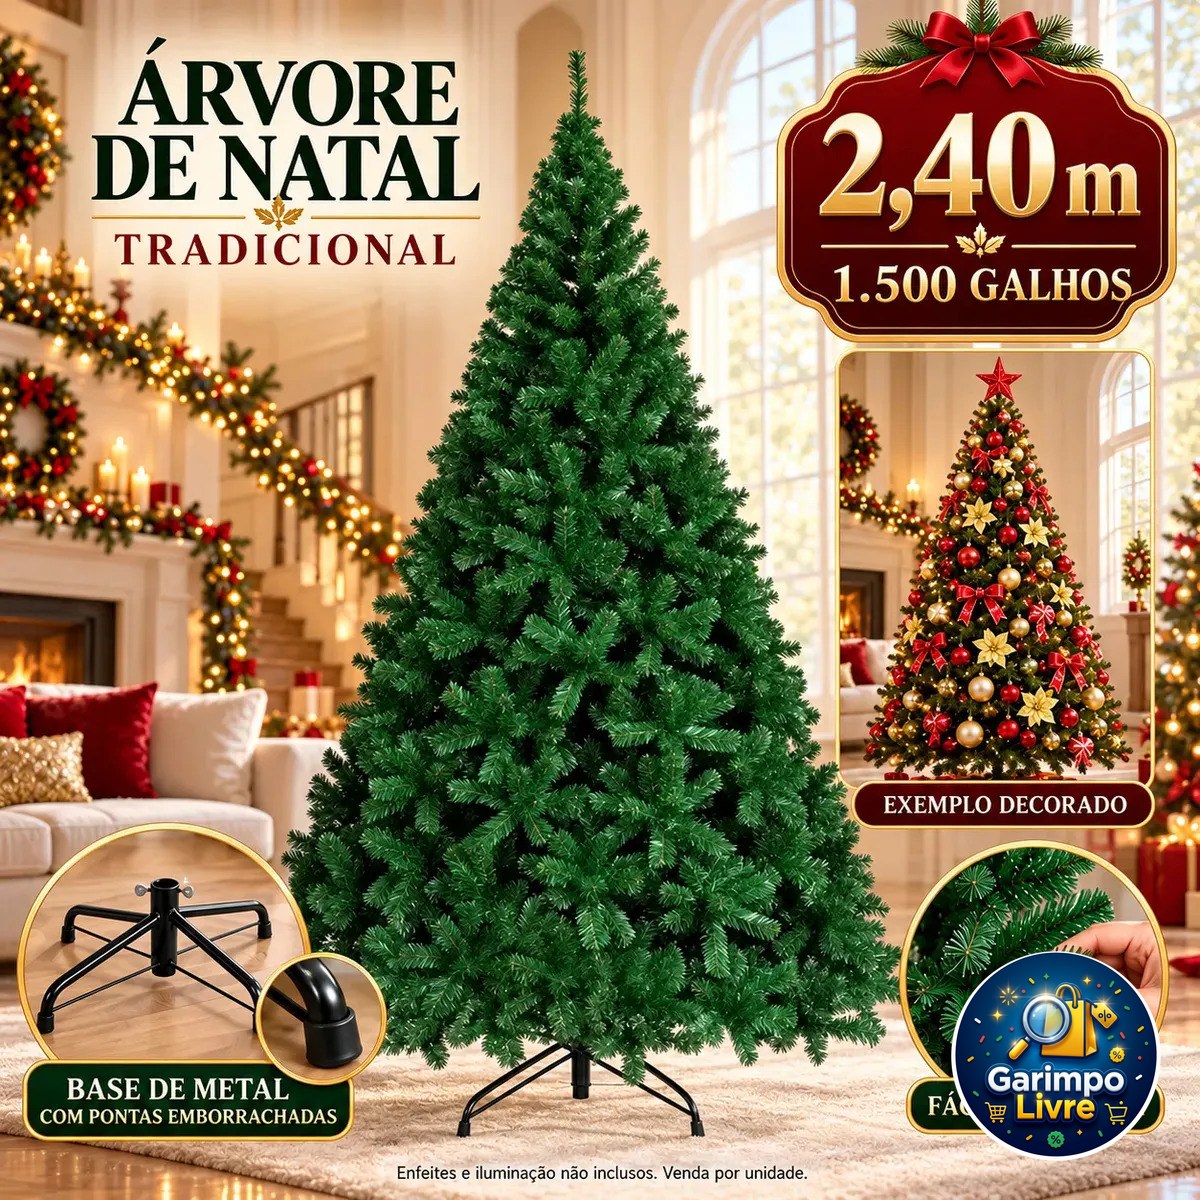 ÁRVORE
DE NATAL
TRADICIONAL
2,40m
1.500 GALHOS
EXEMPLO DECORADO
BASE DE METAL
COM PONTAS EMBORRACHADAS
%
%
Garimpo
Livre
%
Enfeites e iluminação não inclusos. Venda por unidade.